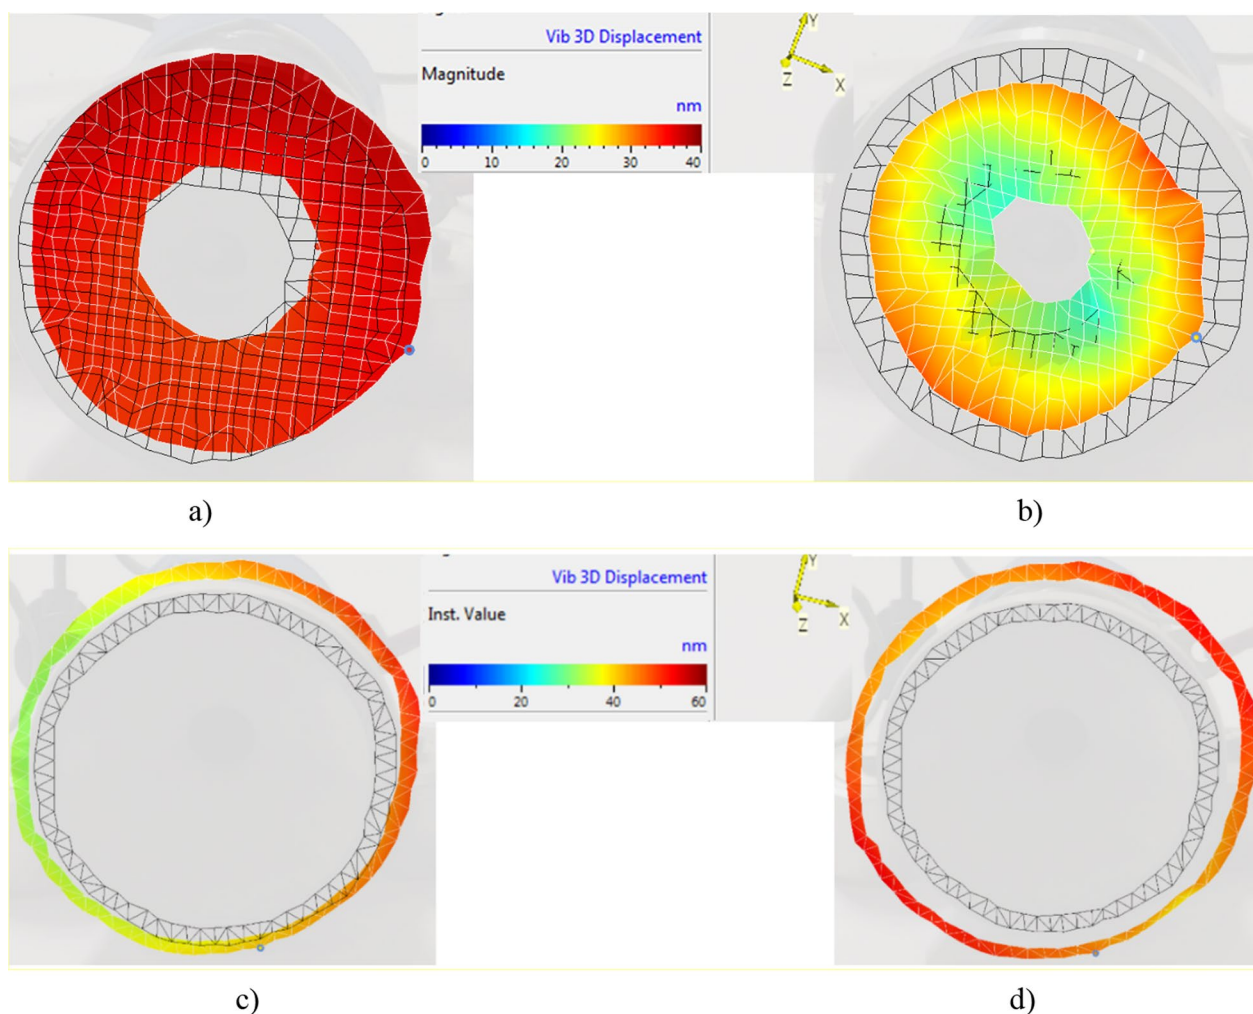 Vib 3D Displacement
Magnitude
nm
0 10 20 30 40
Y
Z X
a)
b)
Vib 3D Displacement
Inst. Value
nm
0 20 40 60
Y
Z X
c)
d)